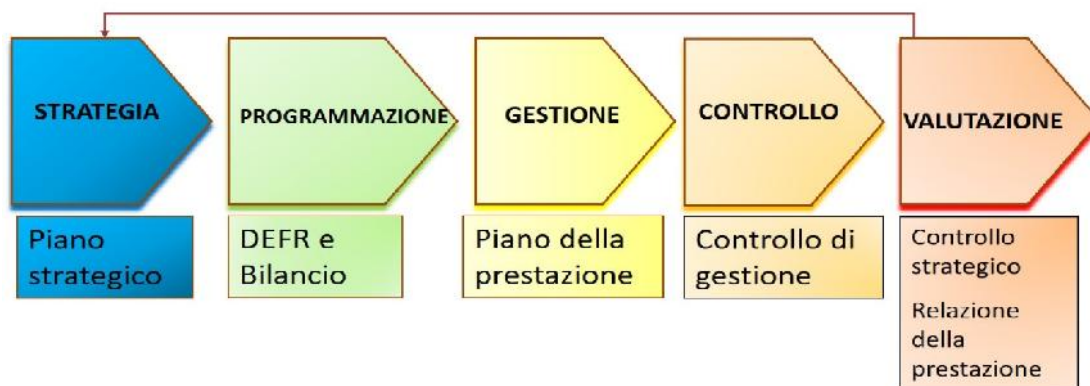 STRATEGIA
PROGRAMMAZIONE
GESTIONE
CONTROLLO
VALUTAZIONE
Piano
strategico
DEFR e
Bilancio
Piano della
prestazione
Controllo di
gestione
Controllo
strategico
Relazione
della
prestazione